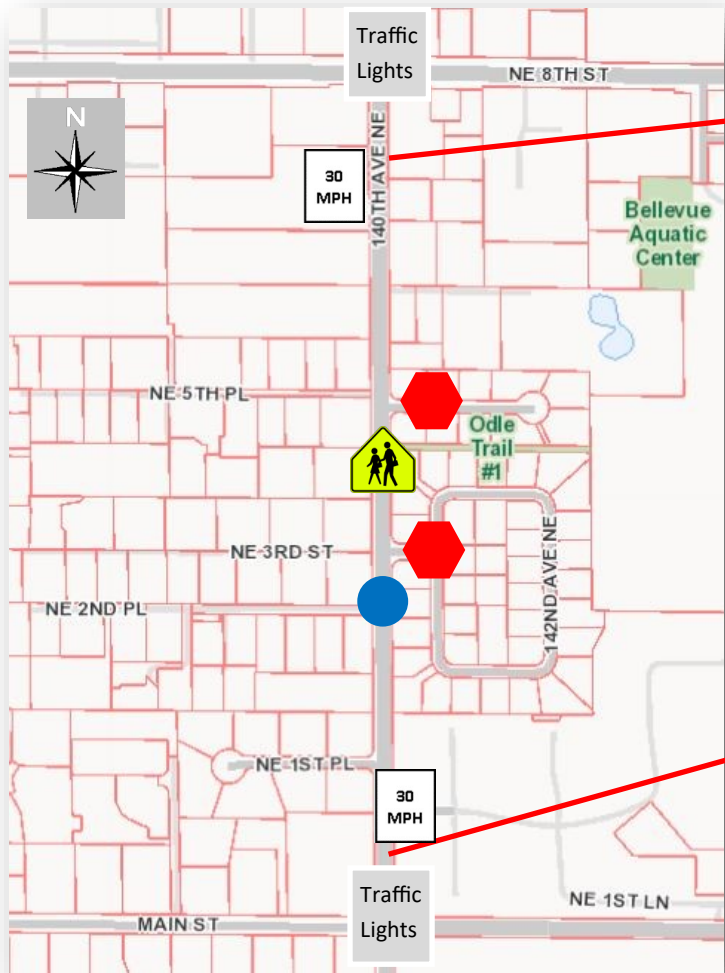 Traffic
Lights
NE 8TH ST
N
30
MPH
140TH AVE NE
Bellevue
Aquatic
Center
NE 5TH PL
Odle
Trail
#1
NE 3RD ST
142ND AVE NE
NE 2ND PL
NE 1ST PL
30
MPH
Traffic
Lights
NE 1ST LN
MAIN ST